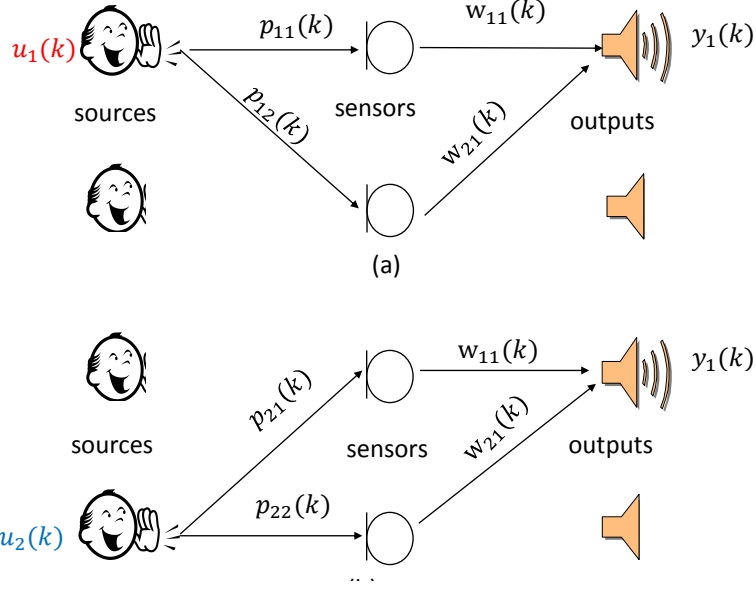 u₁(k)
p₁₁(k)
w₁₁(k)
y₁(k)
sources
p₁₂(k)
sensors
w₂₁(k)
outputs
(a)
w₁₁(k)
y₁(k)
p₂₁(k)
w₂₁(k)
sources
sensors
outputs
u₂(k)
p₂₂(k)